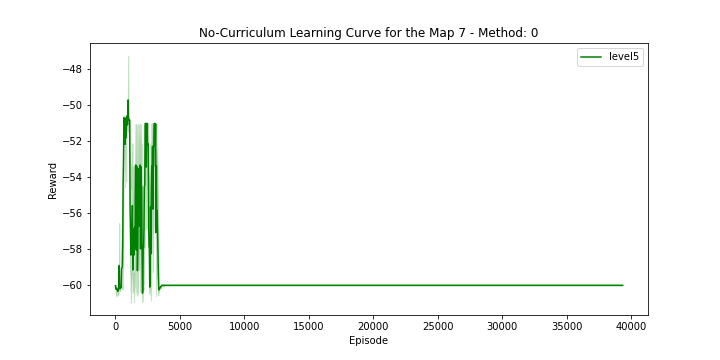 No-Curriculum Learning Curve for the Map 7 - Method: 0
level5
Reward
−48
−50
−52
−54
−56
−58
−60
0 5000 10000 15000 20000 25000 30000 35000 40000
Episode